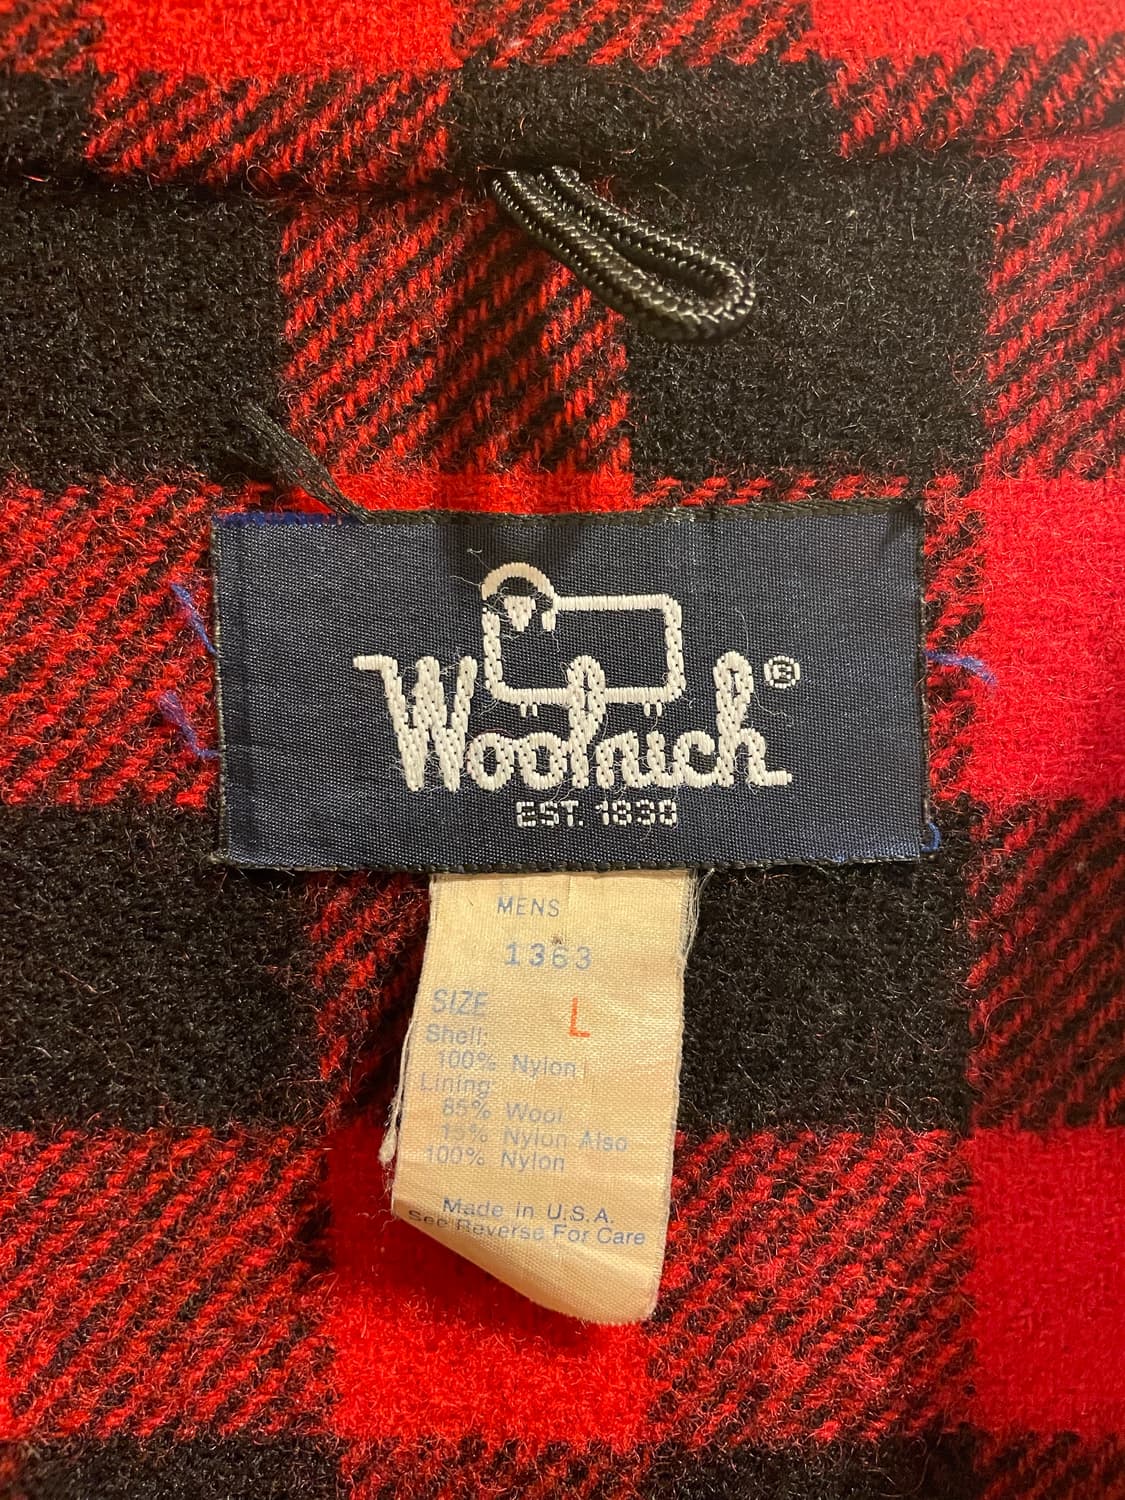 Woolrich®
EST. 1830
MENS
1363
SIZE L
Shell:
100% Nylon
Lining:
85% Wool
15% Nylon Also
100% Nylon
Made in U.S.A.
See Reverse For Care